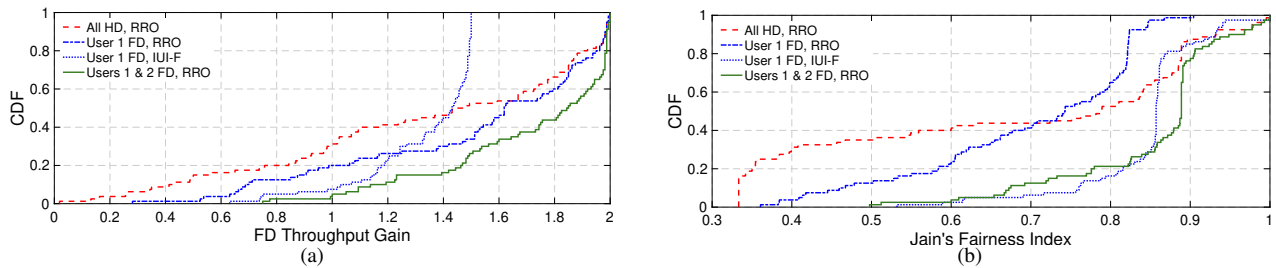 All HD, RRO
User 1 FD, RRO
User 1 FD, IUI-F
Users 1 & 2 FD, RRO
CDF
1
0.8
0.6
0.4
0.2
0
0 0.2 0.4 0.6 0.8 1.0 1.2 1.4 1.6 1.8 2
FD Throughput Gain
(a)
All HD, RRO
User 1 FD, RRO
User 1 FD, IUI-F
Users 1 & 2 FD, RRO
CDF
1
0.8
0.6
0.4
0.2
0
0.3 0.4 0.5 0.6 0.7 0.8 0.9 1
Jain's Fairness Index
(b)